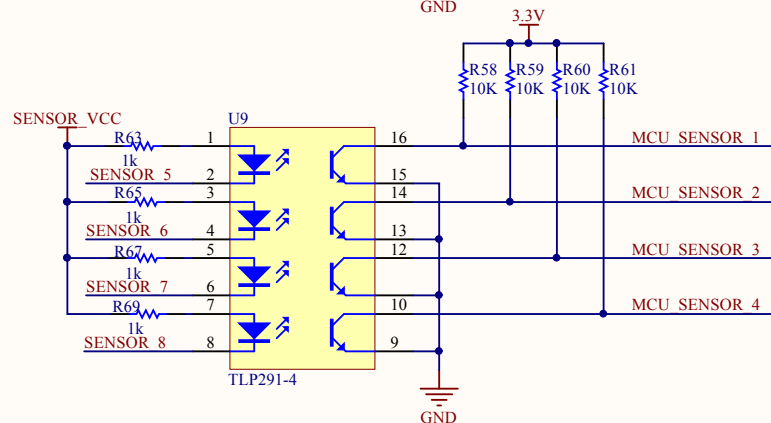 GND
3.3V
R58
10K
R59
10K
R60
10K
R61
10K
SENSOR_VCC
U9
R63
1k
1
16
MCU_SENSOR_1
SENSOR_5
2
15
R65
1k
3
14
MCU_SENSOR_2
SENSOR_6
4
13
R67
1k
5
12
MCU_SENSOR_3
SENSOR_7
6
11
R69
1k
7
10
MCU_SENSOR_4
SENSOR_8
8
9
TLP291-4
GND